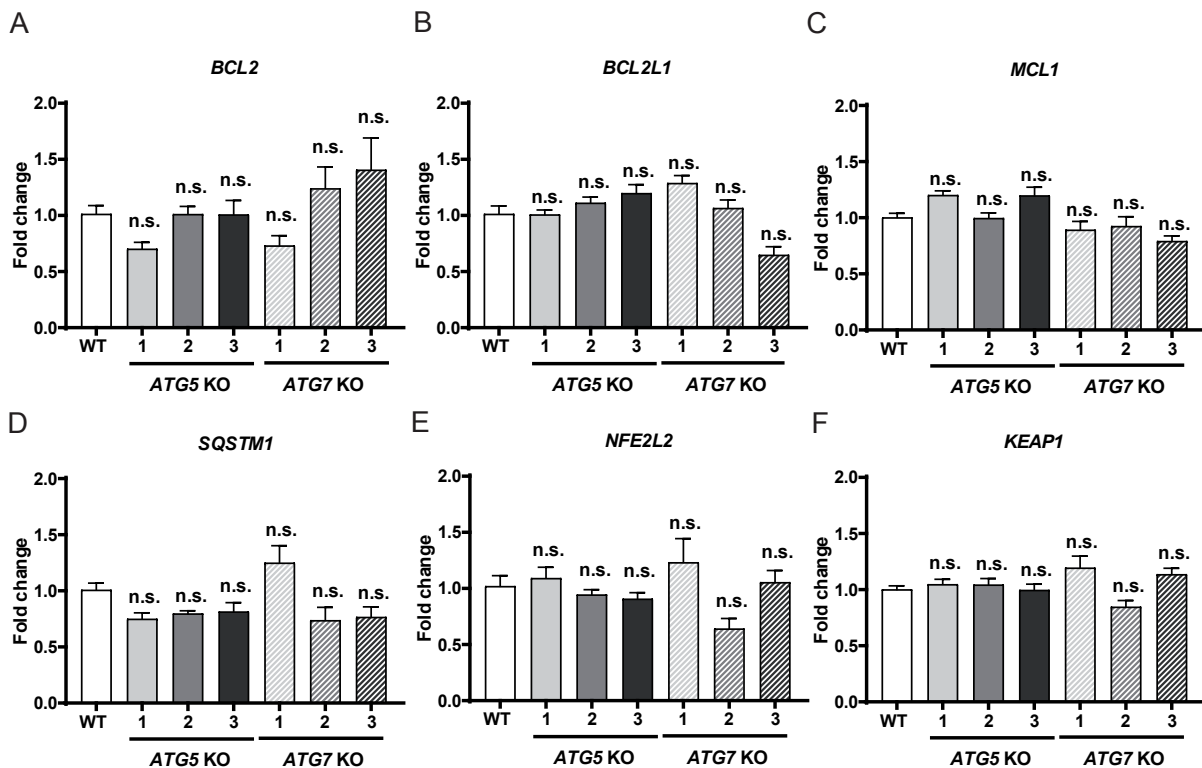 A
BCL2
Fold change
2.0
1.5
1.0
0.5
0.0
n.s.
n.s.
n.s.
n.s.
n.s.
n.s.
WT 1 2 3 1 2 3
ATG5 KO ATG7 KO
B
BCL2L1
Fold change
2.0
1.5
1.0
0.5
0.0
n.s.
n.s.
n.s.
n.s.
n.s.
n.s.
WT 1 2 3 1 2 3
ATG5 KO ATG7 KO
C
MCL1
Fold change
2.0
1.5
1.0
0.5
0.0
n.s.
n.s.
n.s.
n.s.
n.s.
n.s.
WT 1 2 3 1 2 3
ATG5 KO ATG7 KO
D
SQSTM1
Fold change
2.0
1.5
1.0
0.5
0.0
n.s.
n.s.
n.s.
n.s.
n.s.
n.s.
WT 1 2 3 1 2 3
ATG5 KO ATG7 KO
E
NFE2L2
Fold change
2.0
1.5
1.0
0.5
0.0
n.s.
n.s.
n.s.
n.s.
n.s.
n.s.
WT 1 2 3 1 2 3
ATG5 KO ATG7 KO
F
KEAP1
Fold change
2.0
1.5
1.0
0.5
0.0
n.s.
n.s.
n.s.
n.s.
n.s.
n.s.
WT 1 2 3 1 2 3
ATG5 KO ATG7 KO